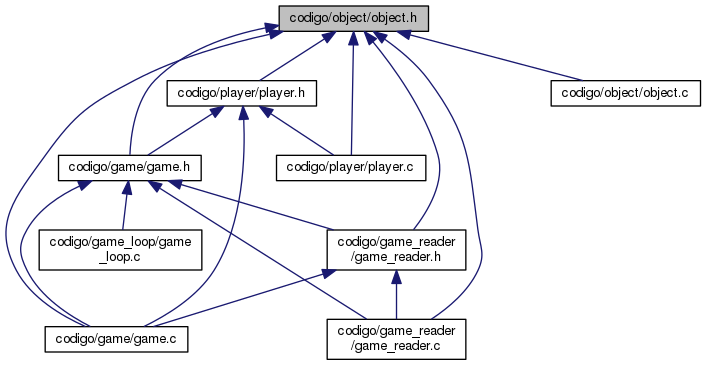 codigo/object/object.h
codigo/player/player.h
codigo/object/object.c
codigo/game/game.h
codigo/player/player.c
codigo/game_loop/game
_loop.c
codigo/game_reader
/game_reader.h
codigo/game/game.c
codigo/game_reader
/game_reader.c